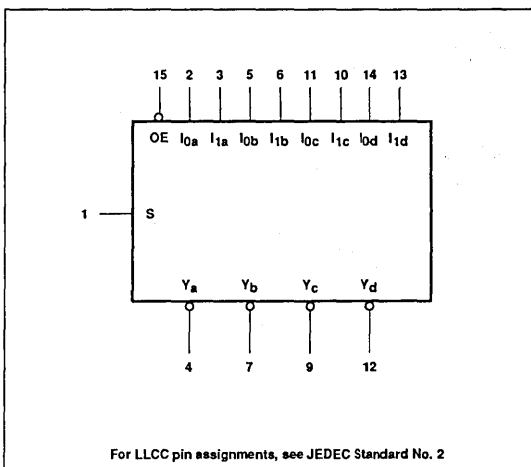 15 2 3 5 6 11 10 14 13
OE I0a I1a I0b I1b I0c I1c I0d I1d
1 S
Ya Yb Yc Yd
4 7 9 12
For LLCC pin assignments, see JEDEC Standard No. 2